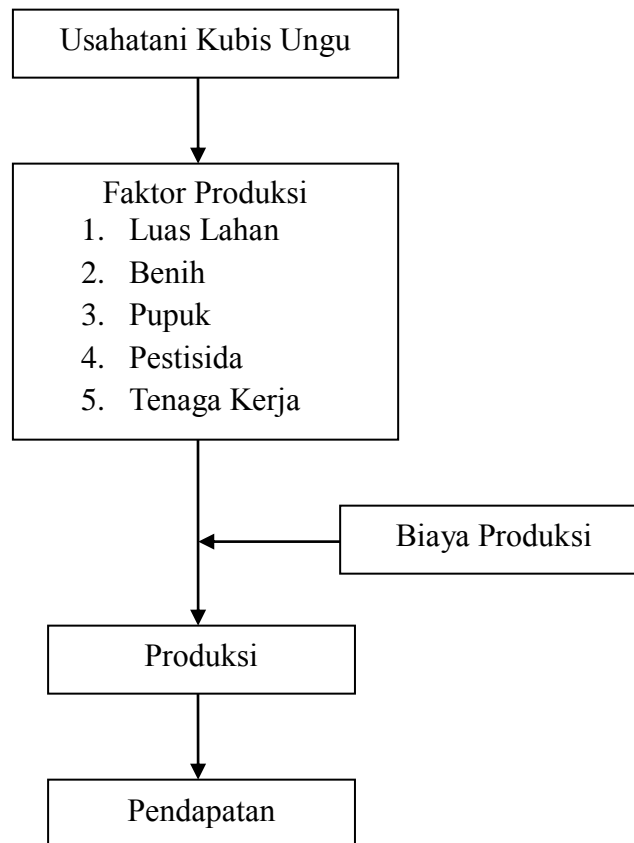 Usahatani Kubis Ungu
Faktor Produksi
1. Luas Lahan
2. Benih
3. Pupuk
4. Pestisida
5. Tenaga Kerja
Biaya Produksi
Produksi
Pendapatan